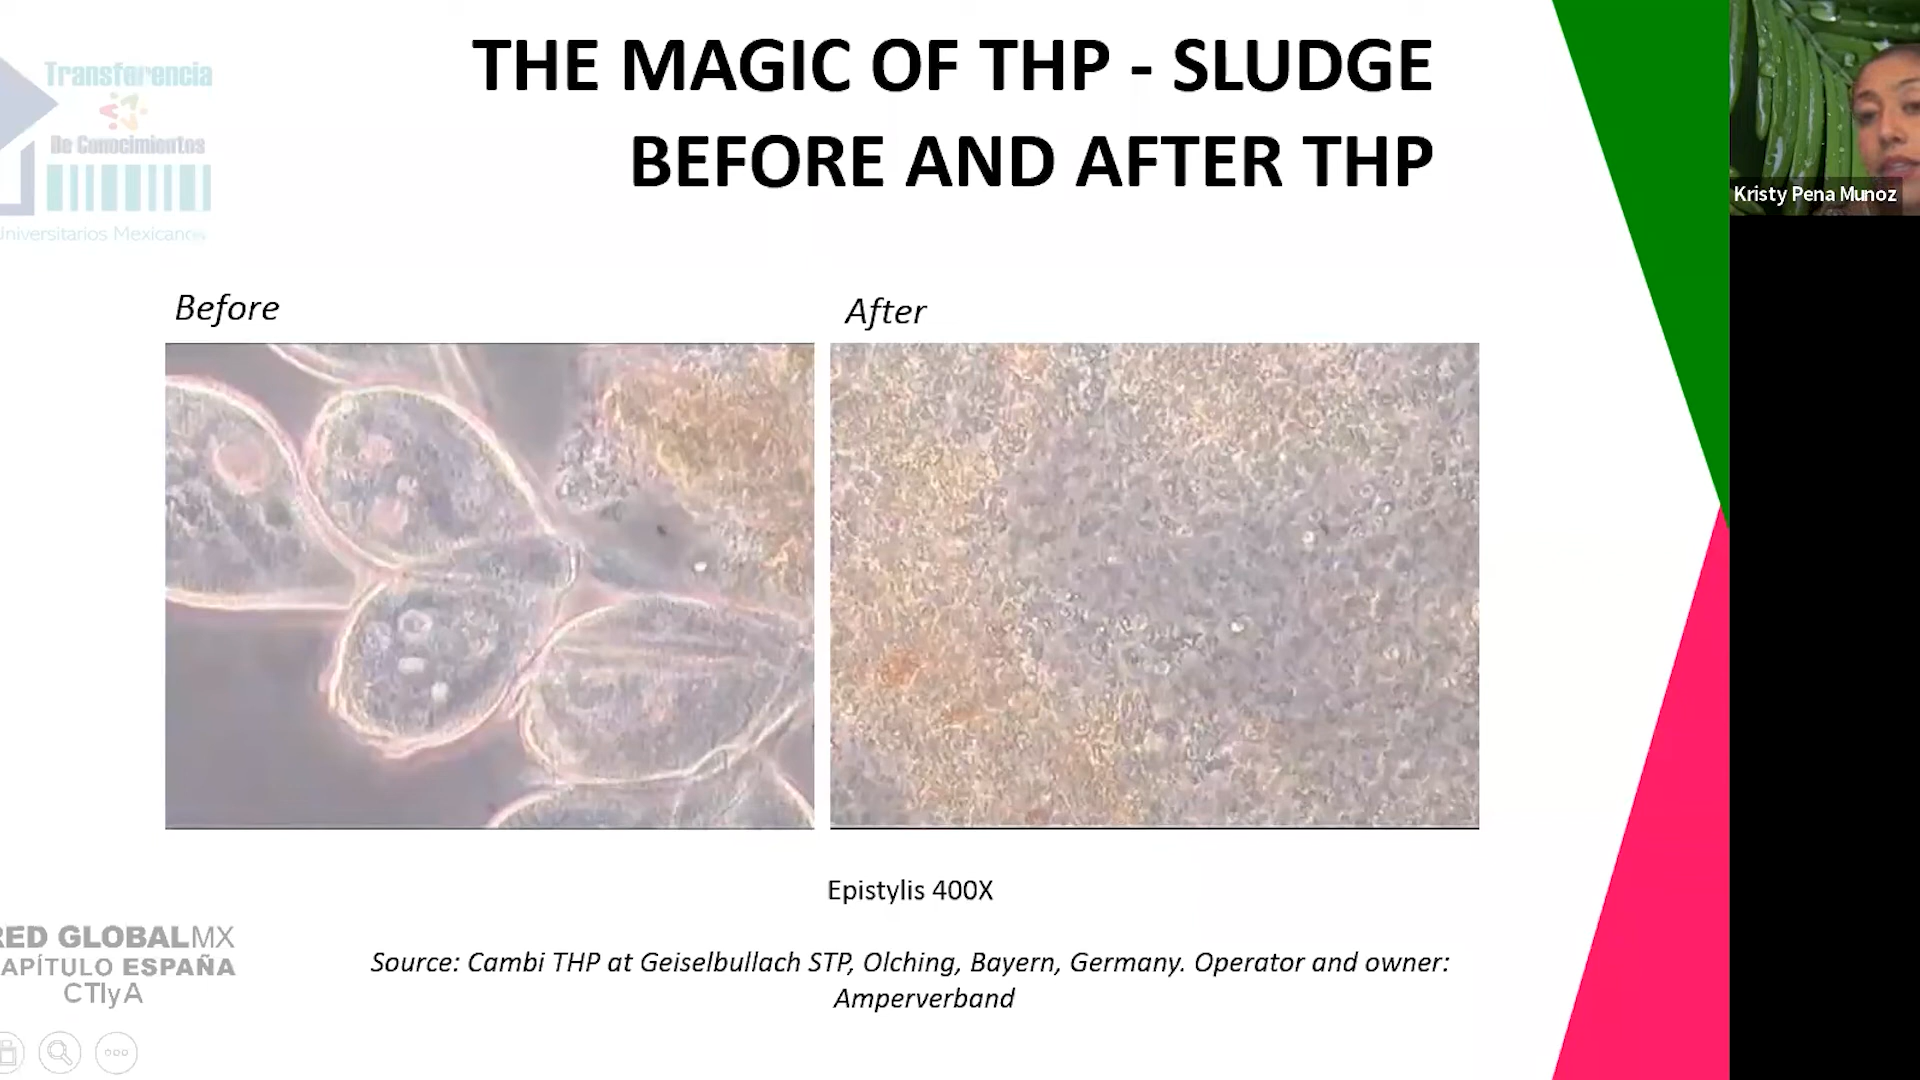 THE MAGIC OF THP - SLUDGE
BEFORE AND AFTER THP
Transferencia
De Conocimientos
Universitarios Mexicanos
Kristy Pena Munoz
Before
After
Epistylis 400X
RED GLOBALMX
CAPÍTULO ESPAÑA
CTIyA
Source: Cambi THP at Geiselbullach STP, Olching, Bayern, Germany. Operator and owner:
Amperverband